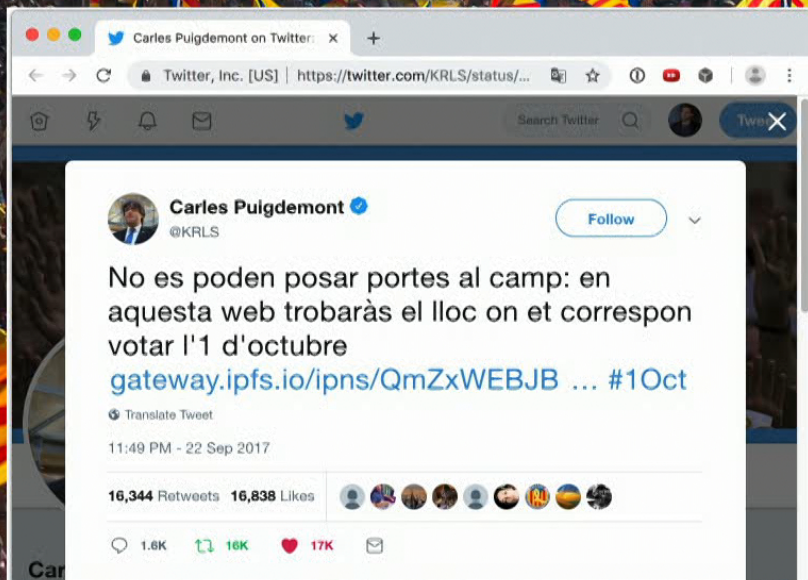 Carles Puigdemont on Twitter:
Twitter, Inc. [US] | https://twitter.com/KRLS/status/...
Search Twitter
Carles Puigdemont
@KRLS
Follow
No es poden posar portes al camp: en
aquesta web trobaràs el lloc on et correspon
votar l'1 d'octubre
gateway.ipfs.io/ipns/QmZxWEBJB ... #1Oct
Translate Tweet
11:49 PM - 22 Sep 2017
16,344 Retweets 16,838 Likes
1.6K 16K 17K
Car